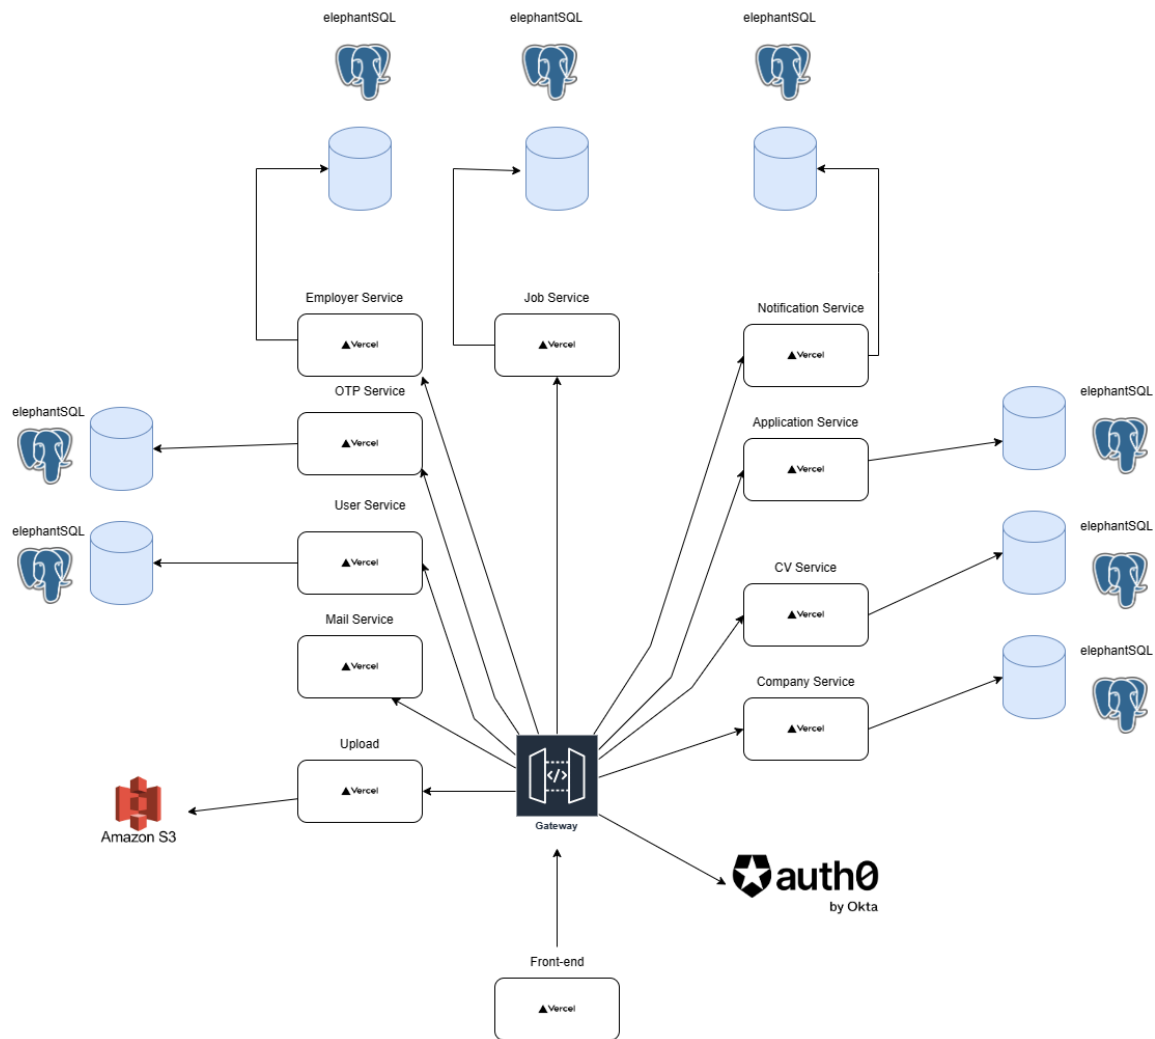 elephantSQL
elephantSQL
elephantSQL
Employer Service
Vercel
Job Service
Vercel
Notification Service
Vercel
OTP Service
Vercel
elephantSQL
Application Service
Vercel
elephantSQL
User Service
Vercel
elephantSQL
CV Service
Vercel
elephantSQL
Mail Service
Vercel
Company Service
Vercel
elephantSQL
Upload
Vercel
Amazon S3
</>
Gateway
auth0
by Okta
Front-end
Vercel